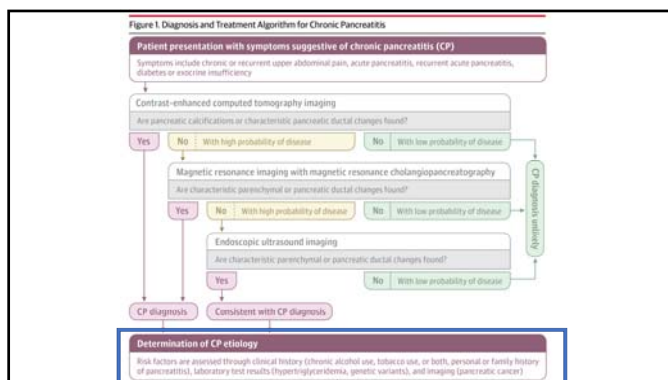 Figure 1. Diagnosis and Treatment Algorithm for Chronic Pancreatitis
Patient presentation with symptoms suggestive of chronic pancreatitis (CP)
Symptoms include chronic or recurrent upper abdominal pain, acute pancreatitis, recurrent acute pancreatitis,
diabetes or exocrine insufficiency
Contrast-enhanced computed tomography imaging
Are pancreatic calcifications or characteristic pancreatic ductal changes found?
Yes
No With high probability of disease
No With low probability of disease
Magnetic resonance imaging with magnetic resonance cholangiopancreatography
Are characteristic parenchymal or pancreatic ductal changes found?
Yes
No With high probability of disease
No With low probability of disease
CP diagnosis unlikely
Endoscopic ultrasound imaging
Are characteristic parenchymal or pancreatic ductal changes found?
Yes
No With low probability of disease
CP diagnosis
Consistent with CP diagnosis
Determination of CP etiology
Risk factors are assessed through clinical history (chronic alcohol use, tobacco use, or both, personal or family history
of pancreatitis), laboratory test results (hypertriglyceridemia, genetic variants), and imaging (pancreatic cancer)